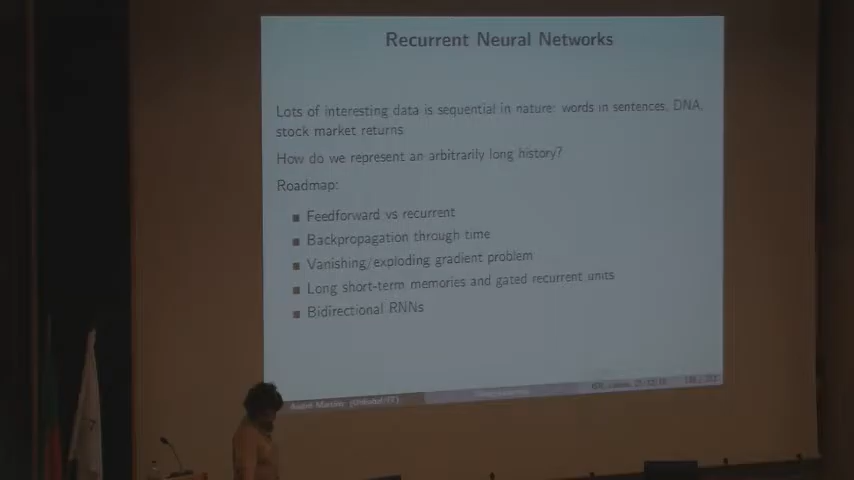 Recurrent Neural Networks
Lots of interesting data is sequential in nature: words in sentences, DNA,
stock market returns
How do we represent an arbitrarily long history?
Roadmap:
Feedforward vs recurrent
Backpropagation through time
Vanishing/exploding gradient problem
Long short-term memories and gated recurrent units
Bidirectional RNNs